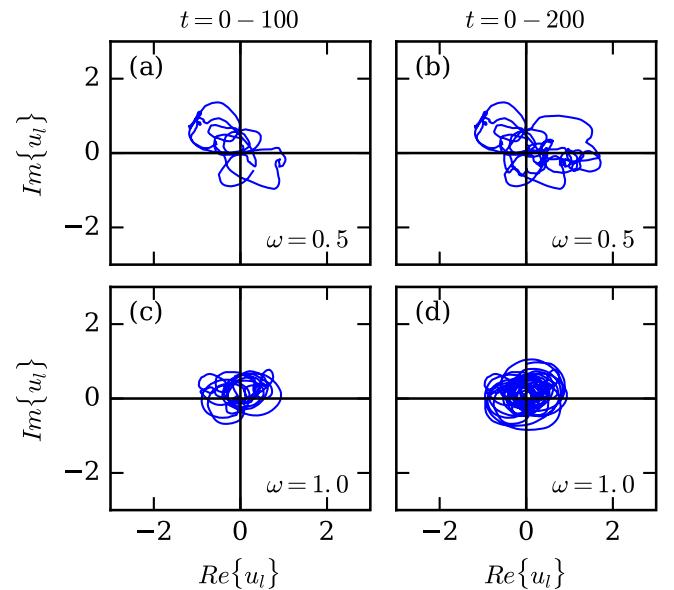 t = 0 − 100
t = 0 − 200
(a)
(b)
Im{u_l}
2
0
−2
ω = 0.5
ω = 0.5
(c)
(d)
Im{u_l}
2
0
−2
ω = 1.0
ω = 1.0
−2 0 2
−2 0 2
Re{u_l}
Re{u_l}